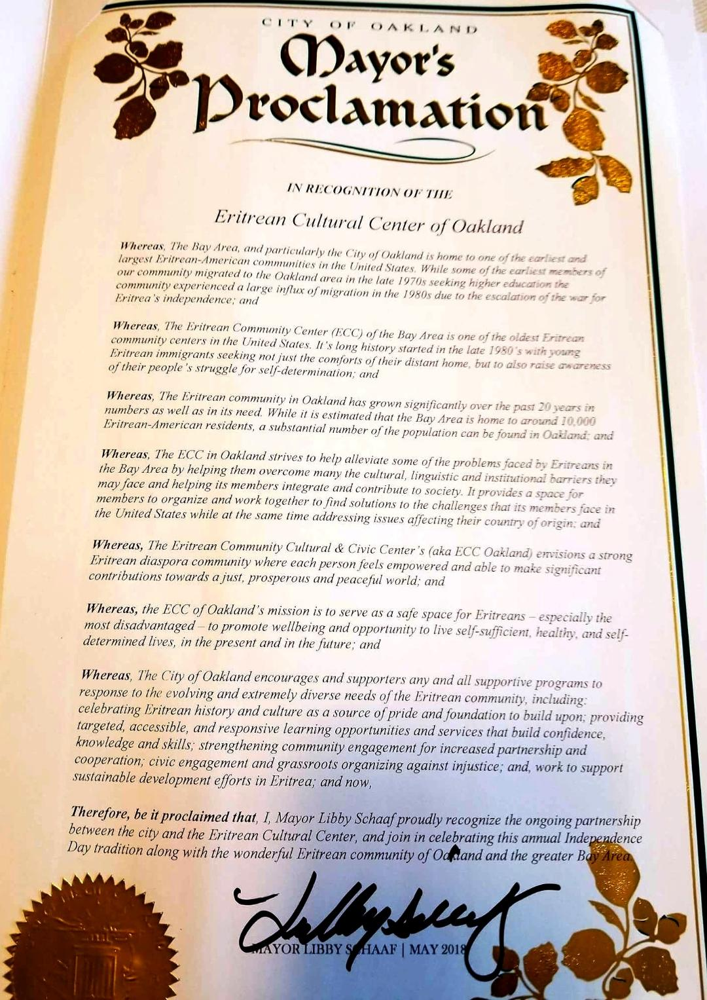 CITY OF OAKLAND
Mayor's
Proclamation
IN RECOGNITION OF THE
Eritrean Cultural Center of Oakland
Whereas, The Bay Area, and particularly the City of Oakland is home to one of the earliest and
largest Eritrean-American communities in the United States. While some of the earliest members of
our community migrated to the Oakland area in the late 1970s seeking higher education the
community experienced a large influx of migration in the 1980s due to the escalation of the war for
Eritrea's independence; and
Whereas, The Eritrean Community Center (ECC) of the Bay Area is one of the oldest Eritrean
community centers in the United States. It's long history started in the late 1980's with young
Eritrean immigrants seeking not just the comforts of their distant home, but to also raise awareness
of their people's struggle for self-determination; and
Whereas, The Eritrean community in Oakland has grown significantly over the past 20 years in
numbers as well as in its need. While it is estimated that the Bay Area is home to around 10,000
Eritrean-American residents, a substantial number of the population can be found in Oakland; and
Whereas, The ECC in Oakland strives to help alleviate some of the problems faced by Eritreans in
the Bay Area by helping them overcome many the cultural, linguistic and institutional barriers they
may face and helping its members integrate and contribute to society. It provides a space for
members to organize and work together to find solutions to the challenges that its members face in
the United States while at the same time addressing issues affecting their country of origin; and
Whereas, The Eritrean Community Cultural & Civic Center's (aka ECC Oakland) envisions a strong
Eritrean diaspora community where each person feels empowered and able to make significant
contributions towards a just, prosperous and peaceful world; and
Whereas, the ECC of Oakland's mission is to serve as a safe space for Eritreans – especially the
most disadvantaged – to promote wellbeing and opportunity to live self-sufficient, healthy, and self-
determined lives, in the present and in the future; and
Whereas, The City of Oakland encourages and supporters any and all supportive programs to
response to the evolving and extremely diverse needs of the Eritrean community, including:
celebrating Eritrean history and culture as a source of pride and foundation to build upon; providing
targeted, accessible, and responsive learning opportunities and services that build confidence,
knowledge and skills; strengthening community engagement for increased partnership and
cooperation; civic engagement and grassroots organizing against injustice; and, work to support
sustainable development efforts in Eritrea; and now,
Therefore, be it proclaimed that, I, Mayor Libby Schaaf proudly recognize the ongoing partnership
between the city and the Eritrean Cultural Center, and join in celebrating this annual Independence
Day tradition along with the wonderful Eritrean community of Oakland and the greater Bay Area.
Libby Schaaf
MAYOR LIBBY SCHAAF | MAY 2018